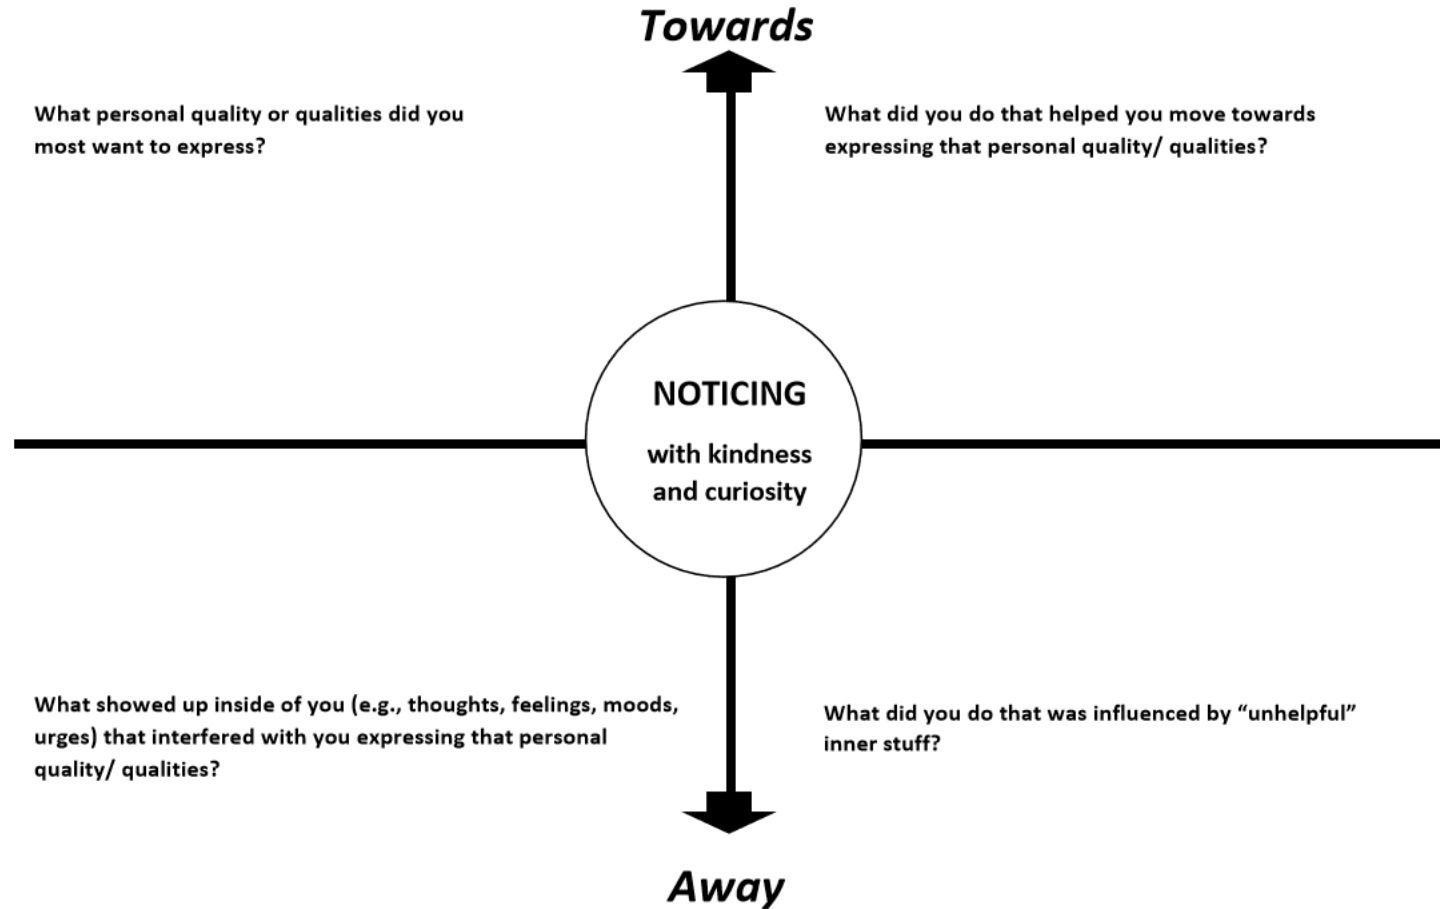 Towards
What personal quality or qualities did you
most want to express?
What did you do that helped you move towards
expressing that personal quality/ qualities?
NOTICING
with kindness
and curiosity
What showed up inside of you (e.g., thoughts, feelings, moods,
urges) that interfered with you expressing that personal
quality/ qualities?
What did you do that was influenced by “unhelpful”
inner stuff?
Away